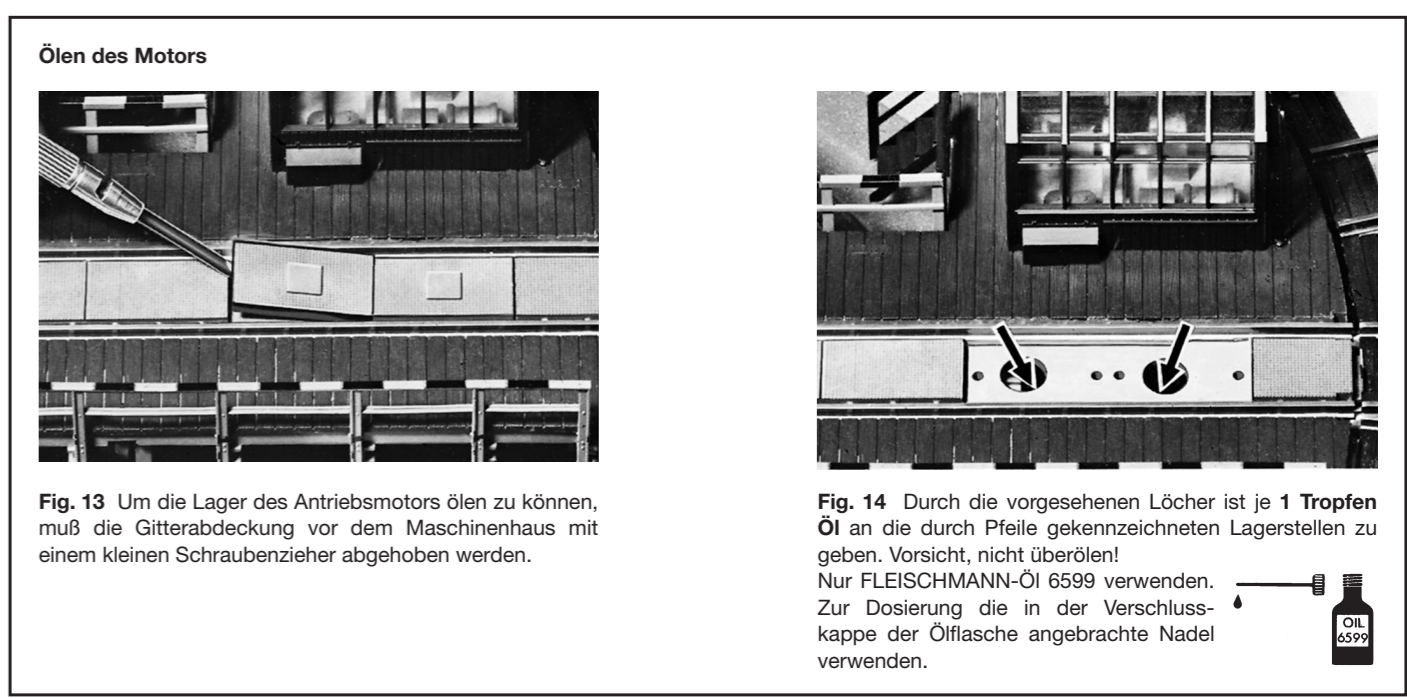 Ölen des Motors
Fig. 13 Um die Lager des Antriebsmotors ölen zu können,
muß die Gitterabdeckung vor dem Maschinenhaus mit
einem kleinen Schraubenzieher abgehoben werden.
Fig. 14 Durch die vorgesehenen Löcher ist je 1 Tropfen
Öl an die durch Pfeile gekennzeichneten Lagerstellen zu
geben. Vorsicht, nicht überölen!
Nur FLEISCHMANN-Öl 6599 verwenden.
Zur Dosierung die in der Verschluss-
kappe der Ölflasche angebrachte Nadel
verwenden.
OIL
6599